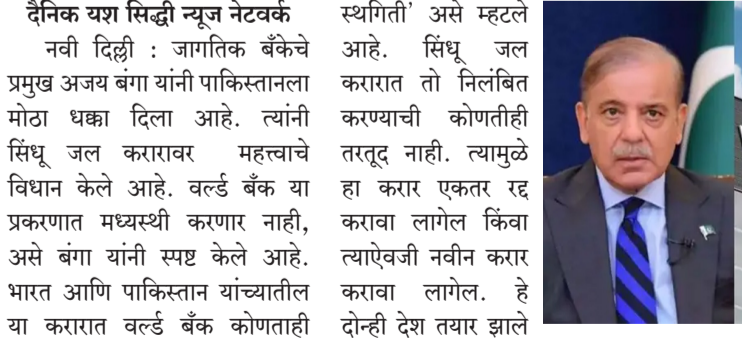 दैनिक यश सिद्धी न्यूज नेटवर्क
नवी दिल्ली : जागतिक बँकेचे
प्रमुख अजय बंगा यांनी पाकिस्तानला
मोठा धक्का दिला आहे. त्यांनी
सिंधू जल करारावर महत्त्वाचे
विधान केले आहे. वर्ल्ड बँक या
प्रकरणात मध्यस्थी करणार नाही,
असे बंगा यांनी स्पष्ट केले आहे.
भारत आणि पाकिस्तान यांच्यातील
या करारात वर्ल्ड बँक कोणताही
स्थगिती' असे म्हटले
आहे. सिंधू जल
करारात तो निलंबित
करण्याची कोणतीही
तरतूद नाही. त्यामुळे
हा करार एकतर रद्द
करावा लागेल किंवा
त्याऐवजी नवीन करार
करावा लागेल. हे
दोन्ही देश तयार झाले